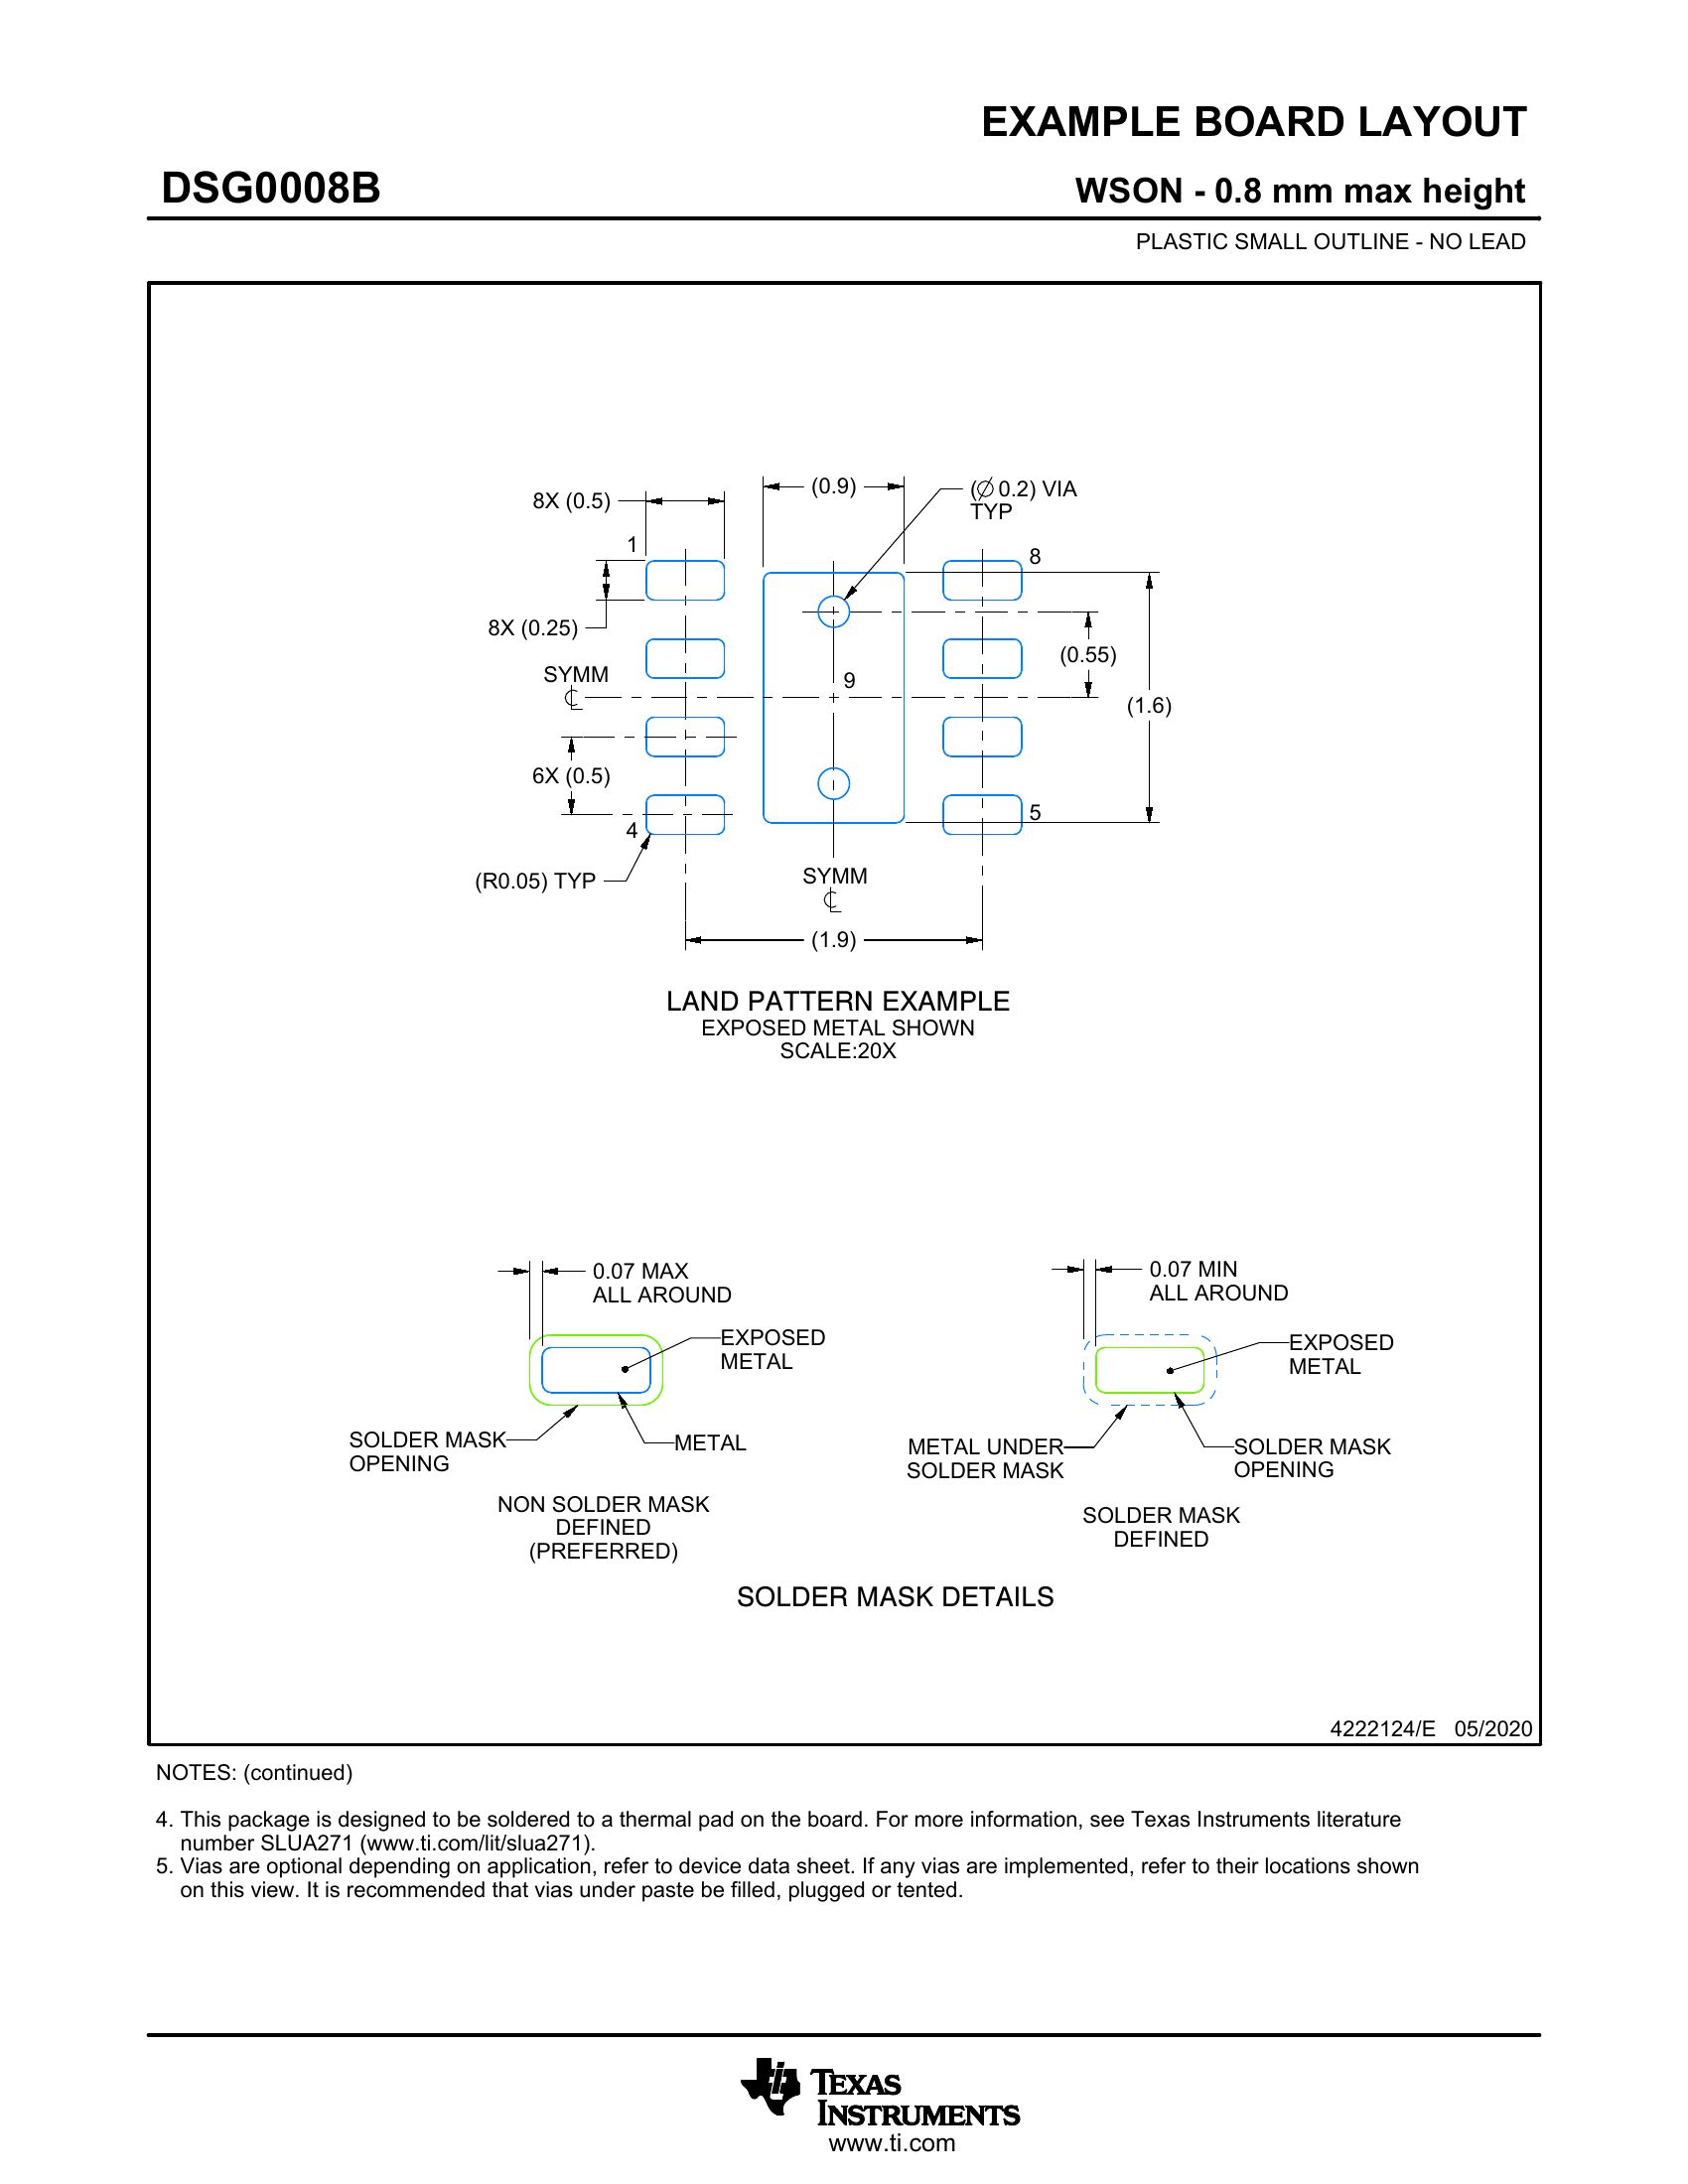 EXAMPLE BOARD LAYOUT
DSG0008B
WSON - 0.8 mm max height
PLASTIC SMALL OUTLINE - NO LEAD
8X (0.5)
(0.9)
(∅ 0.2) VIA
TYP
1
8
8X (0.25)
SYMM
℄
9
(0.55)
(1.6)
6X (0.5)
4
5
(R0.05) TYP
SYMM
℄
(1.9)
LAND PATTERN EXAMPLE
EXPOSED METAL SHOWN
SCALE:20X
0.07 MAX
ALL AROUND
EXPOSED
METAL
SOLDER MASK
OPENING
METAL
NON SOLDER MASK
DEFINED
(PREFERRED)
0.07 MIN
ALL AROUND
EXPOSED
METAL
METAL UNDER
SOLDER MASK
SOLDER MASK
OPENING
SOLDER MASK
DEFINED
SOLDER MASK DETAILS
4222124/E 05/2020
NOTES: (continued)
4. This package is designed to be soldered to a thermal pad on the board. For more information, see Texas Instruments literature
number SLUA271 (www.ti.com/lit/slua271).
5. Vias are optional depending on application, refer to device data sheet. If any vias are implemented, refer to their locations shown
on this view. It is recommended that vias under paste be filled, plugged or tented.
TEXAS
INSTRUMENTS
www.ti.com